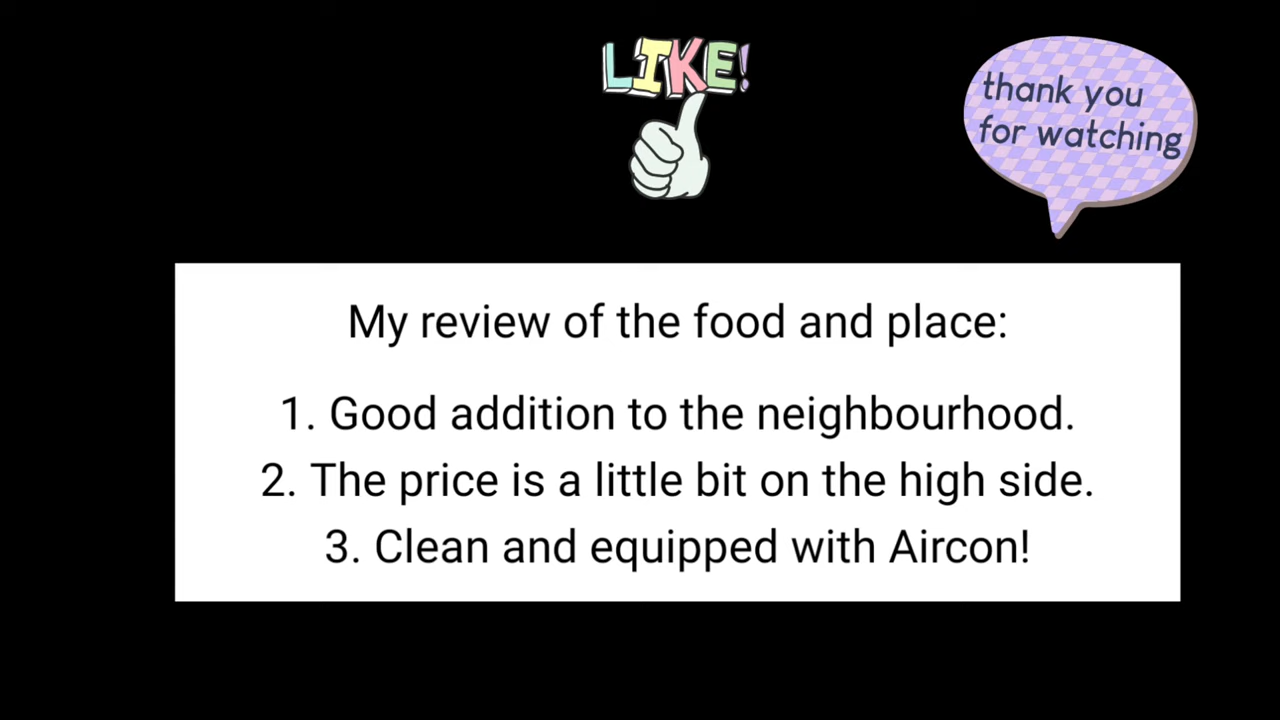 LIKE!
thank you
for watching
My review of the food and place:
1. Good addition to the neighbourhood.
2. The price is a little bit on the high side.
3. Clean and equipped with Aircon!